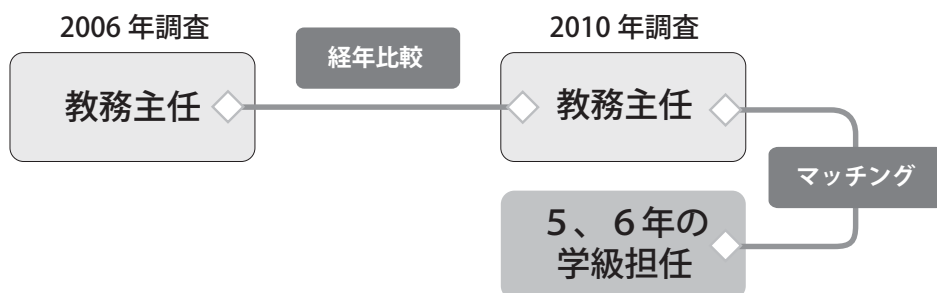 2006 年調査
経年比較
2010 年調査
教務主任
教務主任
マッチング
５、６年の
学級担任